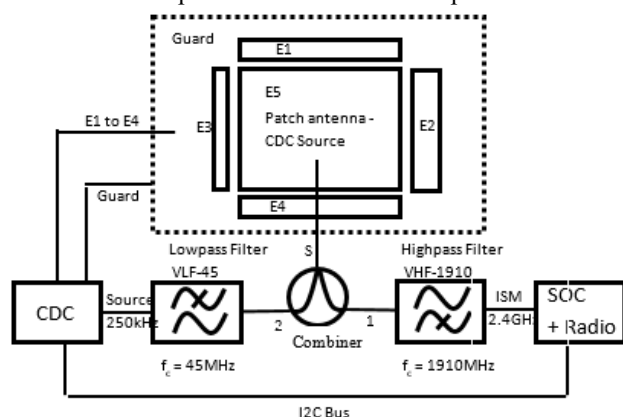 Guard
E1
E5
Patch antenna -
CDC Source
E3
E2
E4
E1 to E4
Guard
Lowpass Filter
VLF-45
S
Highpass Filter
VHF-1910
CDC
Source
250kHz
2
1
Combiner
ISM
2.4GHz
SOC
+ Radio
fc = 45MHz
fc = 1910MHz
I2C Bus